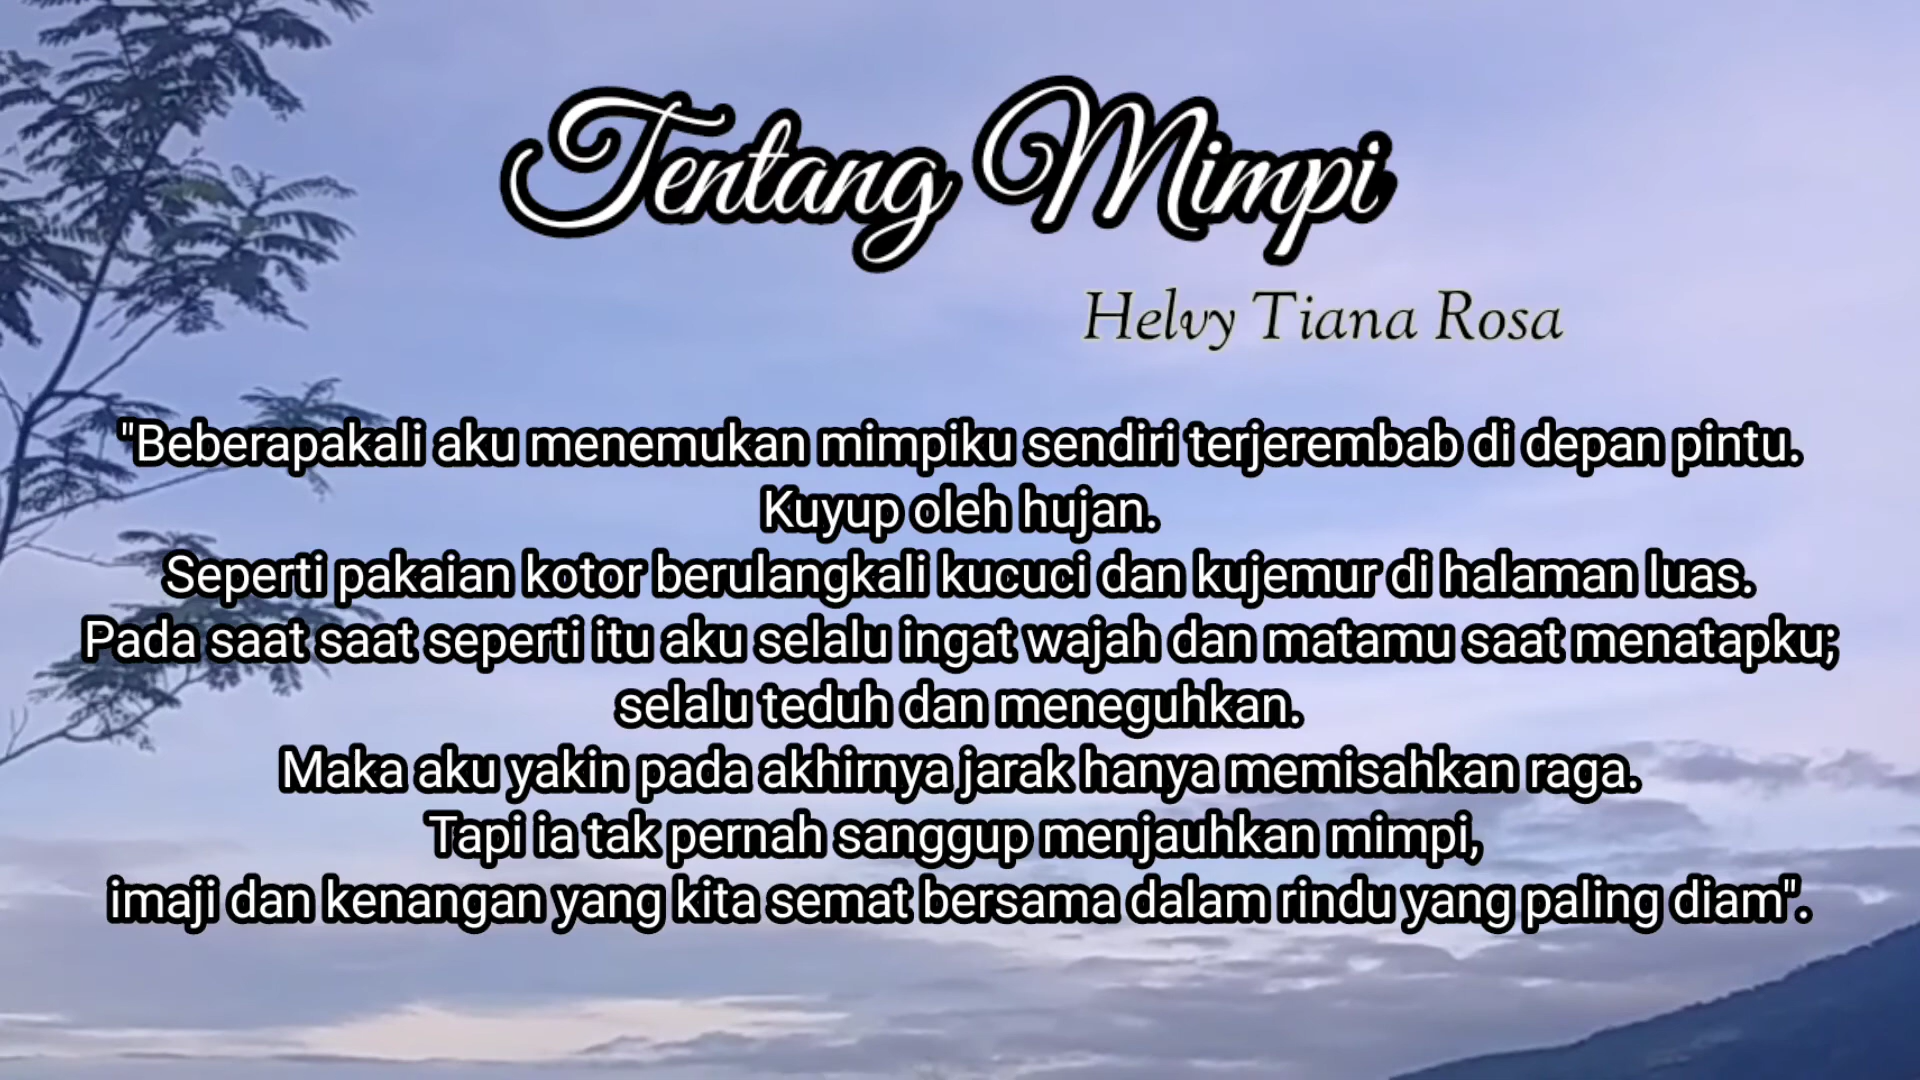 Tentang Mimpi
Helvy Tiana Rosa
"Beberapakali aku menemukan mimpiku sendiri terjerembab di depan pintu.
Kuyup oleh hujan.
Seperti pakaian kotor berulangkali kucuci dan kujemur di halaman luas.
Pada saat saat seperti itu aku selalu ingat wajah dan matamu saat menatapku;
selalu teduh dan meneguhkan.
Maka aku yakin pada akhirnya jarak hanya memisahkan raga.
Tapi ia tak pernah sanggup menjauhkan mimpi,
imaji dan kenangan yang kita semat bersama dalam rindu yang paling diam".